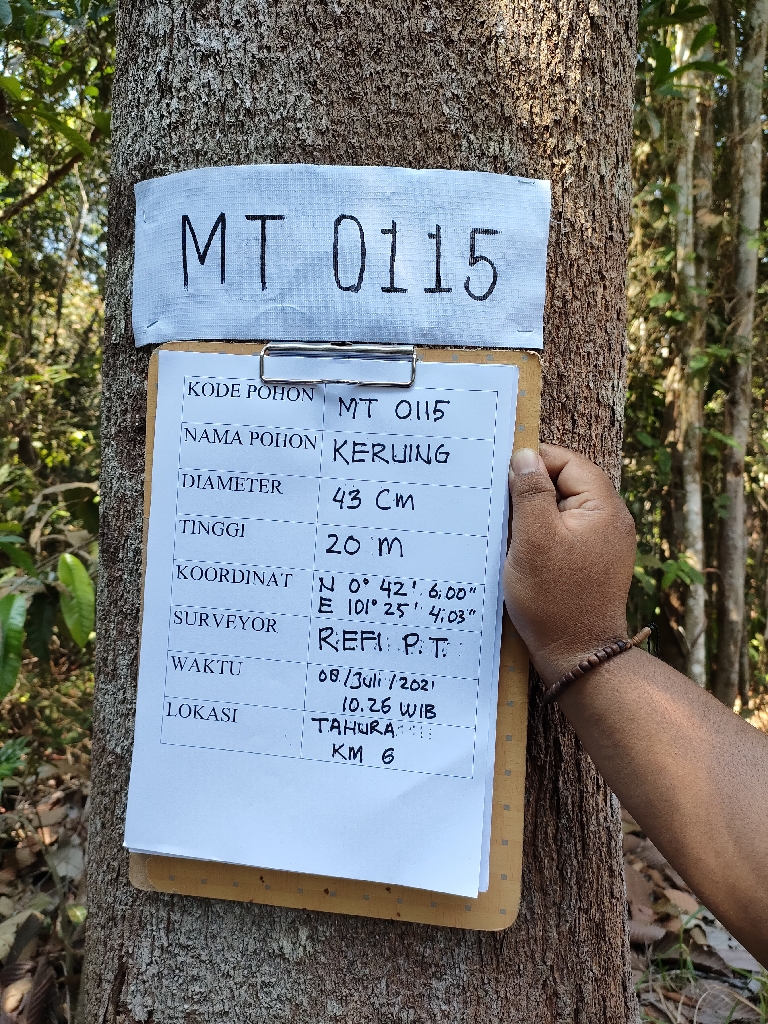 MT 0115
KODE POHON MT 0115
NAMA POHON KERUING
DIAMETER 43 Cm
TINGGI 20 m
KOORDINAT N 0° 42' 6,00"
E 101° 25' 4,03"
SURVEYOR REFI P.T.
WAKTU 08/Juli/2021
10.26 WIB
LOKASI TAHURA
KM 6